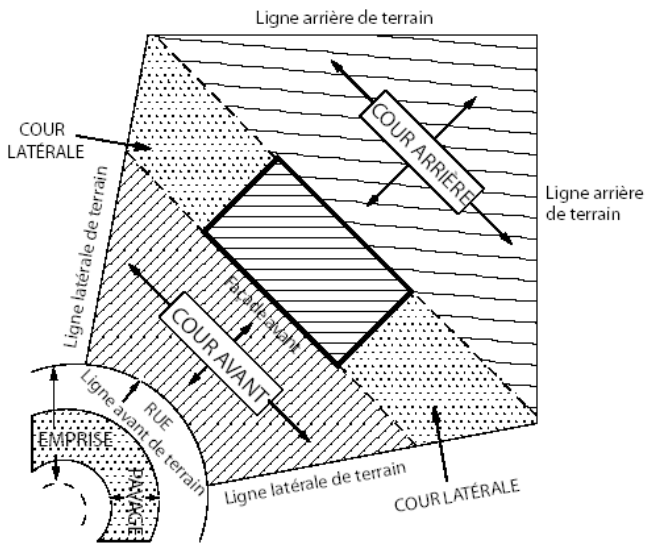 Ligne arrière de terrain
COUR
LATÉRALE
COUR ARRIÈRE
Ligne arrière
de terrain
Ligne latérale de terrain
Façade avant
COUR AVANT
Ligne avant de terrain
RUE
EMPRISE
PAVAGE
Ligne latérale de terrain
COUR LATÉRALE